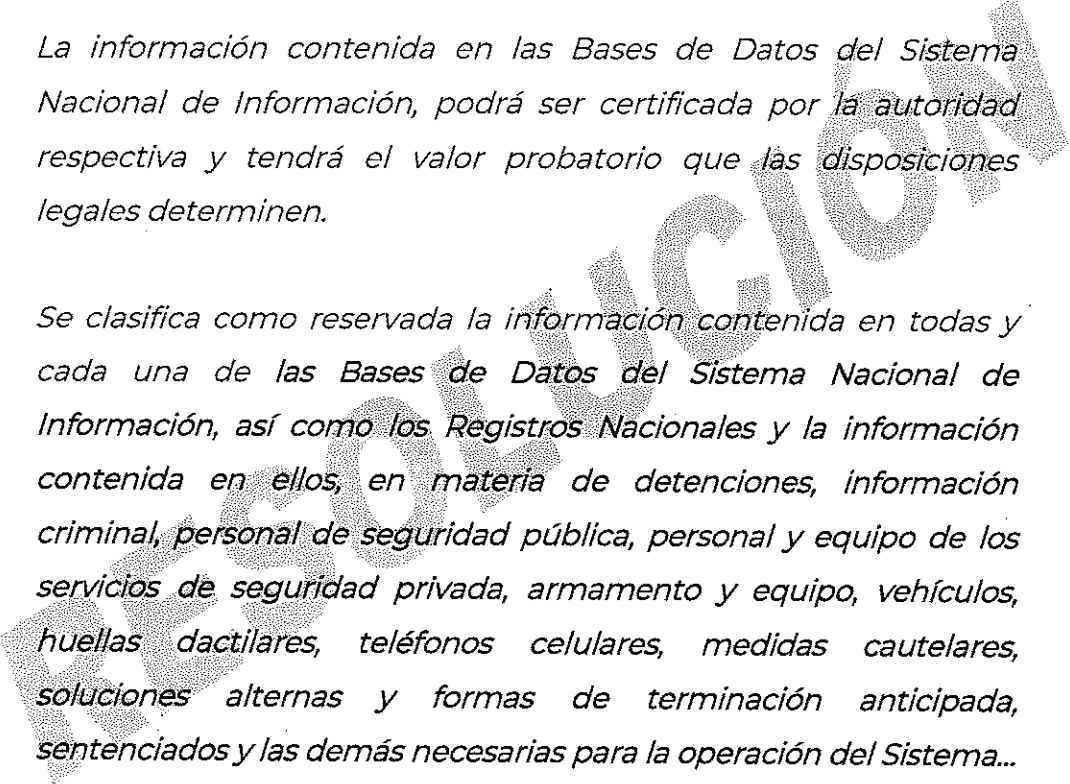 La información contenida en las Bases de Datos del Sistema
Nacional de Información, podrá ser certificada por la autoridad
respectiva y tendrá el valor probatorio que las disposiciones
legales determinen.
Se clasifica como reservada la información contenida en todas y
cada una de las Bases de Datos del Sistema Nacional de
Información, así como los Registros Nacionales y la información
contenida en ellos, en materia de detenciones, información
criminal, personal de seguridad pública, personal y equipo de los
servicios de seguridad privada, armamento y equipo, vehículos,
huellas dactilares, teléfonos celulares, medidas cautelares,
soluciones alternas y formas de terminación anticipada,
sentenciados y las demás necesarias para la operación del Sistema...
RESOLUCIÓN